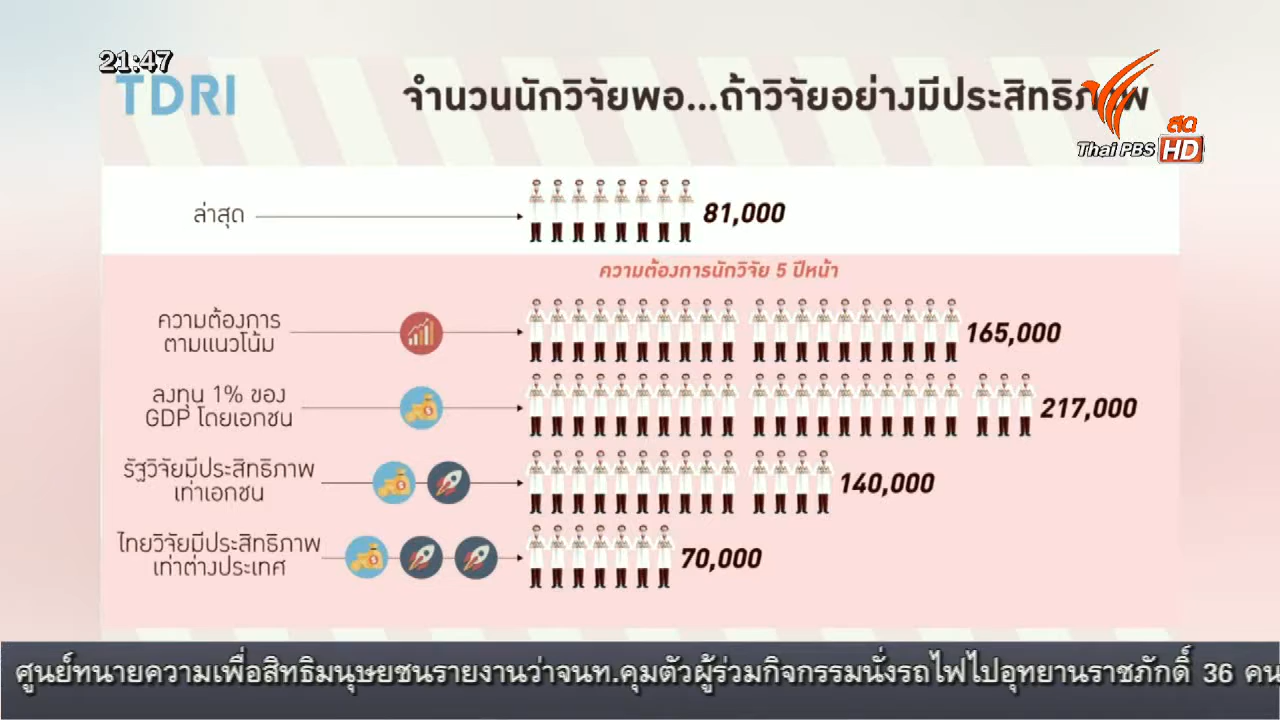 21:47
TDRI
จำนวนนักวิจัยพอ...ถ้าวิจัยอย่างมีประสิทธิภาพ
สด
Thai PBS HD
ล่าสุด
81,000
ความต้องการนักวิจัย 5 ปีหน้า
ความต้องการ
ตามแนวโน้ม
165,000
ลงทุน 1% ของ
GDP โดยเอกชน
217,000
รัฐวิจัยมีประสิทธิภาพ
เท่าเอกชน
140,000
ไทยวิจัยมีประสิทธิภาพ
เท่าต่างประเทศ
70,000
ศูนย์ทนายความเพื่อสิทธิมนุษยชนรายงานว่าจนท.คุมตัวผู้ร่วมกิจกรรมนั่งรถไฟไปอุทยานราชภักดิ์ 36 คน